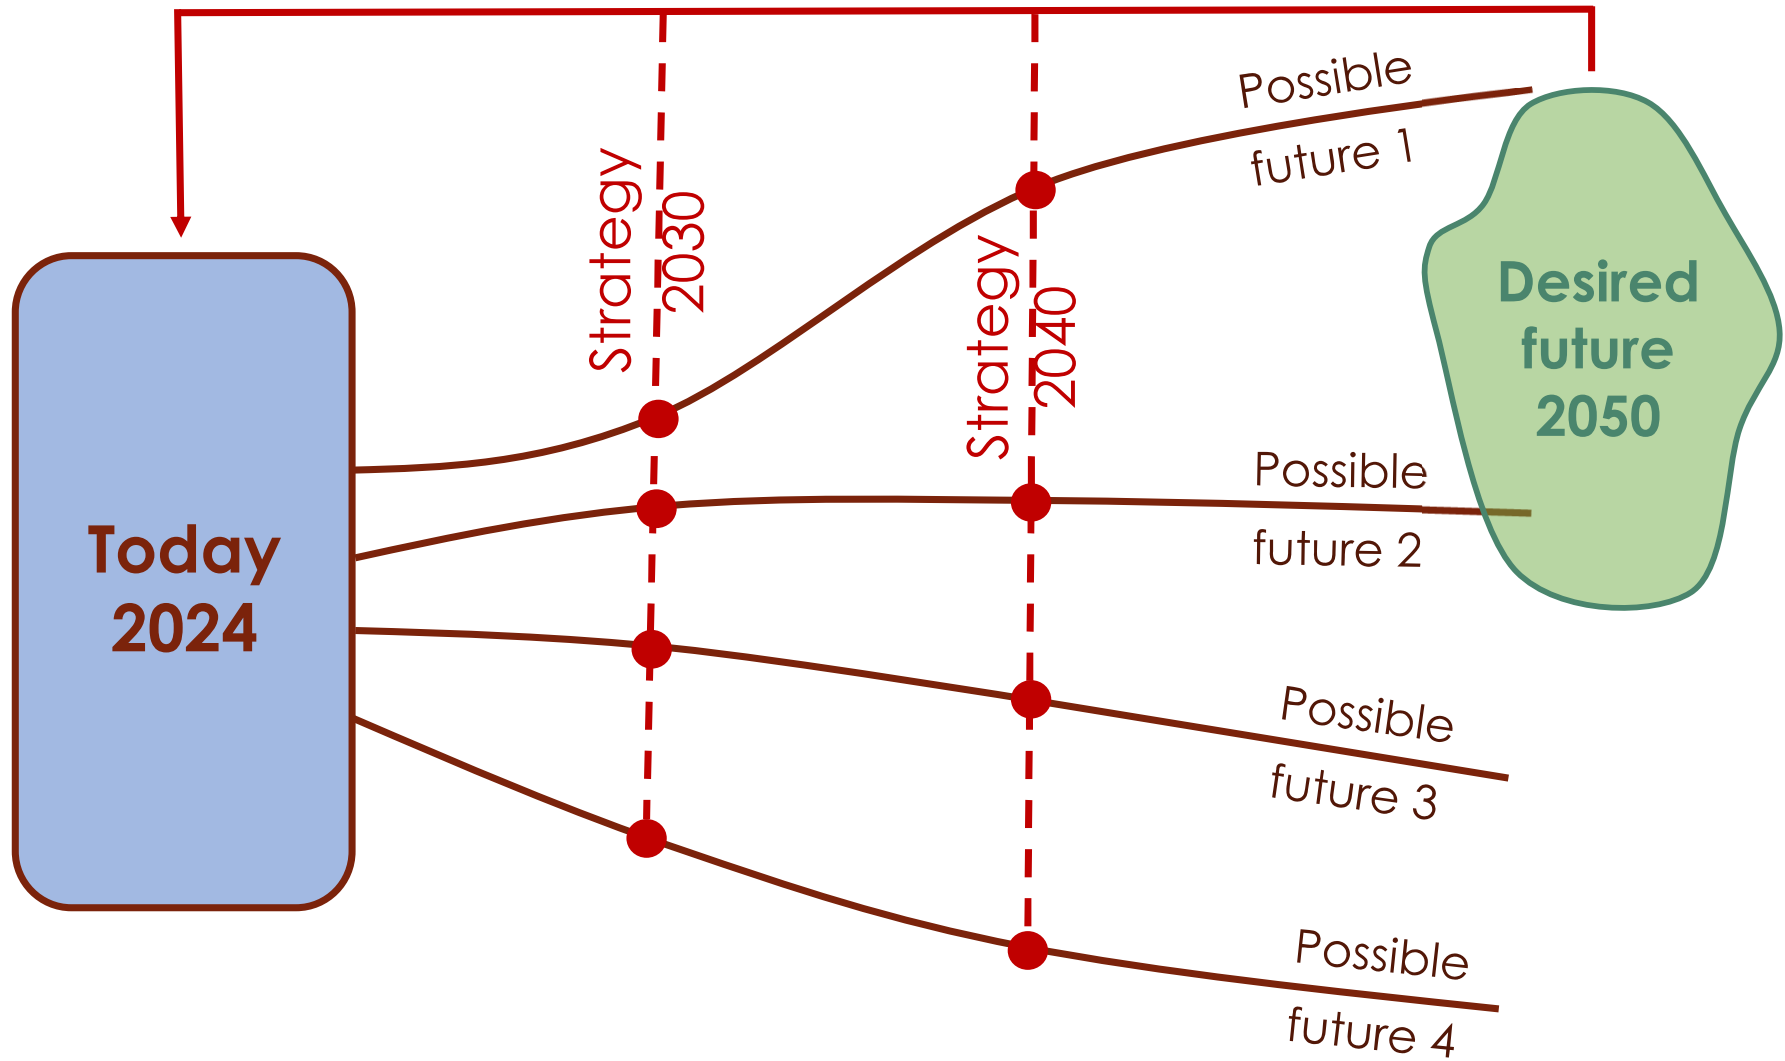 Today
2024
Strategy
2030
Strategy
2040
Possible
future 1
Possible
future 2
Possible
future 3
Possible
future 4
Desired
future
2050